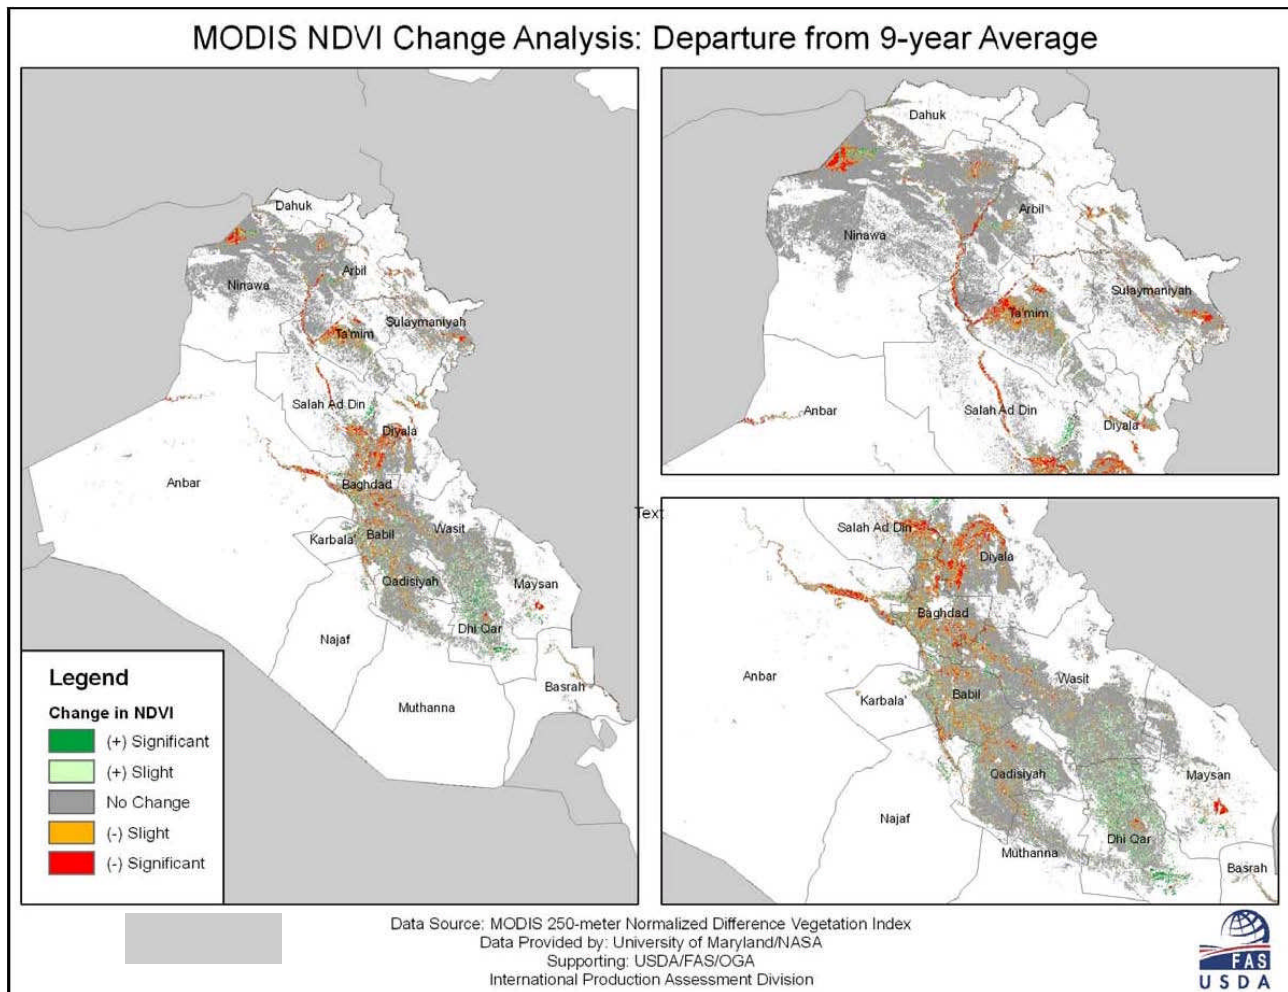 MODIS NDVI Change Analysis: Departure from 9-year Average
Dahuk
Arbil
Ninawa
Sulaymaniyah
Ta'mim
Salah Ad Din
Diyala
Anbar
Baghdad
Wasit
Karbala'
Babil
Qadisiyah
Maysan
Dhi Qar
Najaf
Basrah
Muthanna
Legend
Change in NDVI
(+) Significant
(+) Slight
No Change
(-) Slight
(-) Significant
Text
Dahuk
Arbil
Ninawa
Sulaymaniyah
Ta'mim
Anbar
Salah Ad Din
Diyala
Salah Ad Din
Diyala
Baghdad
Anbar
Wasit
Karbala'
Babil
Qadisiyah
Maysan
Najaf
Dhi Qar
Muthanna
Basrah
Data Source: MODIS 250-meter Normalized Difference Vegetation Index
Data Provided by: University of Maryland/NASA
Supporting: USDA/FAS/OGA
International Production Assessment Division
FAS
USDA